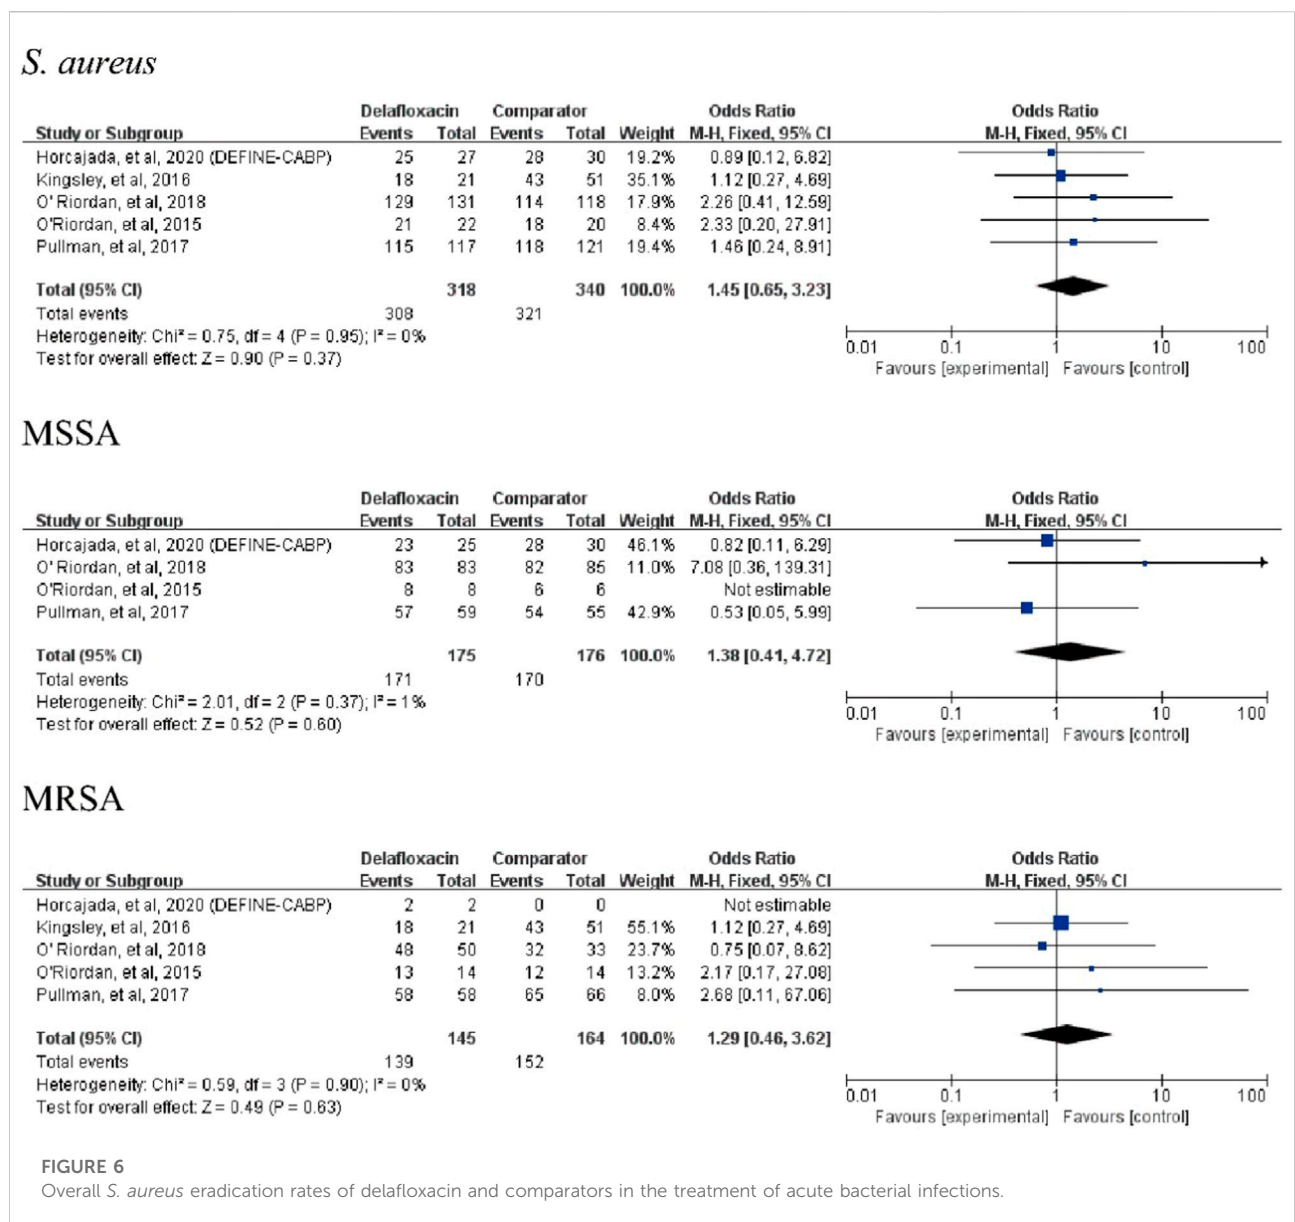 S. aureus
Delafloxacin Comparator Odds Ratio Odds Ratio
Study or Subgroup Events Total Events Total Weight M-H, Fixed, 95% CI M-H, Fixed, 95% CI
Horcajada, et al, 2020 (DEFINE-CABP) 25 27 28 30 19.2% 0.89 [0.12, 6.82]
Kingsley, et al, 2016 18 21 43 51 35.1% 1.12 [0.27, 4.69]
O' Riordan, et al, 2018 129 131 114 118 17.9% 2.26 [0.41, 12.59]
O'Riordan, et al, 2015 21 22 18 20 8.4% 2.33 [0.20, 27.91]
Pullman, et al, 2017 115 117 118 121 19.4% 1.46 [0.24, 8.91]
Total (95% CI) 318 340 100.0% 1.45 [0.65, 3.23]
Total events 308 321
Heterogeneity: Chi² = 0.75, df = 4 (P = 0.95); I² = 0%
Test for overall effect: Z = 0.90 (P = 0.37)
0.01 0.1 1 10 100
Favours [experimental] Favours [control]
MSSA
Delafloxacin Comparator Odds Ratio Odds Ratio
Study or Subgroup Events Total Events Total Weight M-H, Fixed, 95% CI M-H, Fixed, 95% CI
Horcajada, et al, 2020 (DEFINE-CABP) 23 25 28 30 46.1% 0.82 [0.11, 6.29]
O' Riordan, et al, 2018 83 83 82 85 11.0% 7.08 [0.36, 139.31]
O'Riordan, et al, 2015 8 8 6 6 Not estimable
Pullman, et al, 2017 57 59 54 55 42.9% 0.53 [0.05, 5.99]
Total (95% CI) 175 176 100.0% 1.38 [0.41, 4.72]
Total events 171 170
Heterogeneity: Chi² = 2.01, df = 2 (P = 0.37); I² = 1%
Test for overall effect: Z = 0.52 (P = 0.60)
0.01 0.1 1 10 100
Favours [experimental] Favours [control]
MRSA
Delafloxacin Comparator Odds Ratio Odds Ratio
Study or Subgroup Events Total Events Total Weight M-H, Fixed, 95% CI M-H, Fixed, 95% CI
Horcajada, et al, 2020 (DEFINE-CABP) 2 2 0 0 Not estimable
Kingsley, et al, 2016 18 21 43 51 55.1% 1.12 [0.27, 4.69]
O' Riordan, et al, 2018 48 50 32 33 23.7% 0.75 [0.07, 8.62]
O'Riordan, et al, 2015 13 14 12 14 13.2% 2.17 [0.17, 27.08]
Pullman, et al, 2017 58 58 65 66 8.0% 2.68 [0.11, 67.06]
Total (95% CI) 145 164 100.0% 1.29 [0.46, 3.62]
Total events 139 152
Heterogeneity: Chi² = 0.59, df = 3 (P = 0.90); I² = 0%
Test for overall effect: Z = 0.49 (P = 0.63)
0.01 0.1 1 10 100
Favours [experimental] Favours [control]
FIGURE 6
Overall S. aureus eradication rates of delafloxacin and comparators in the treatment of acute bacterial infections.